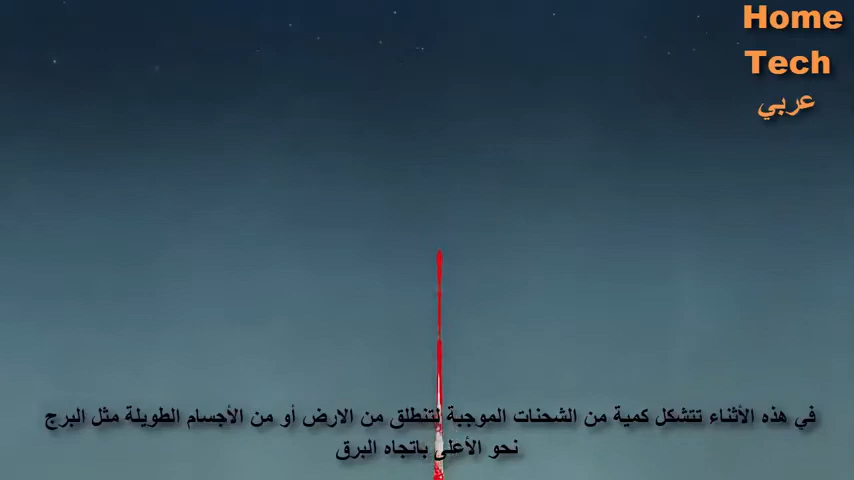 Home
Tech
عربي
في هذه الأثناء تتشكل كمية من الشحنات الموجبة لتنطلق من الارض أو من الأجسام الطويلة مثل البرج
نحو الأعلى باتجاه البرق